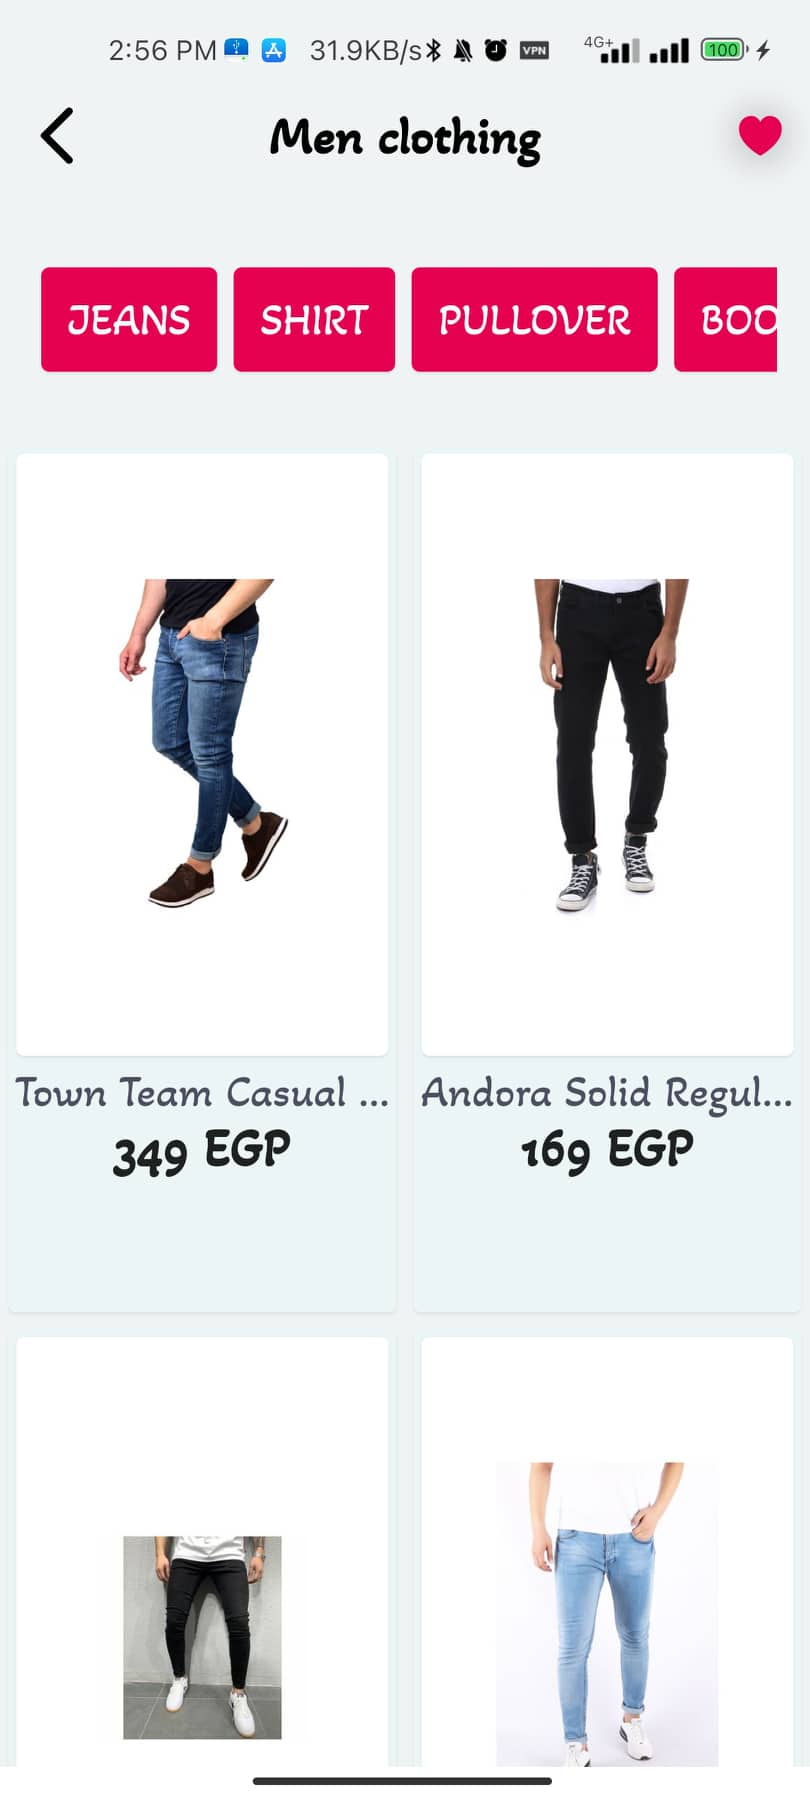 2:56 PM 31.9KB/s VPN 4G+ 100
Men clothing
JEANS SHIRT PULLOVER BOO
Town Team Casual ... Andora Solid Regul...
349 EGP 169 EGP